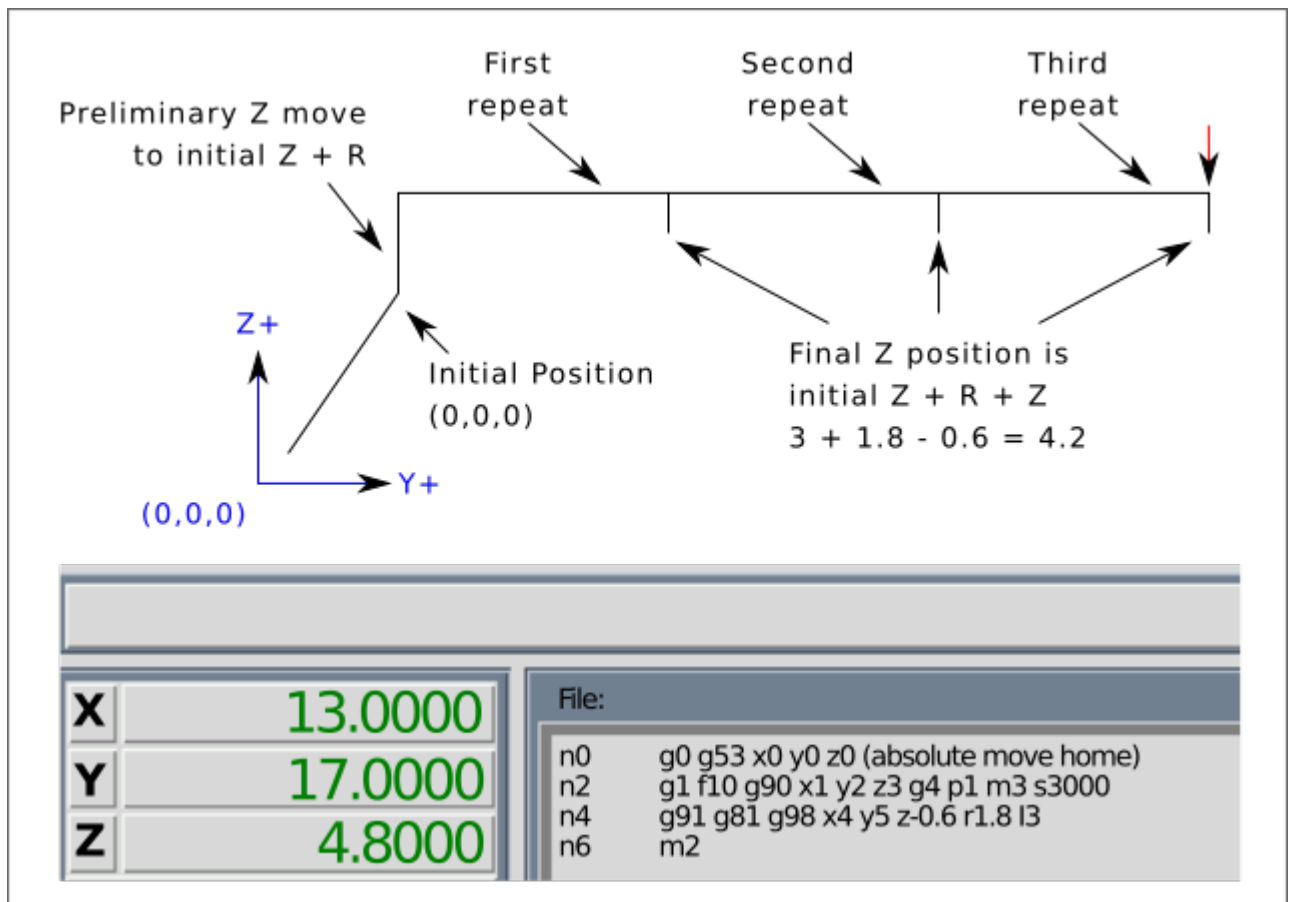 First
repeat
Second
repeat
Third
repeat
Preliminary Z move
to initial Z + R
Z+
Initial Position
(0,0,0)
Final Z position is
initial Z + R + Z
3 + 1.8 - 0.6 = 4.2
Y+
(0,0,0)
X 13.0000
Y 17.0000
Z 4.8000
File:
n0 g0 g53 x0 y0 z0 (absolute move home)
n2 g1 f10 g90 x1 y2 z3 g4 p1 m3 s3000
n4 g91 g81 g98 x4 y5 z-0.6 r1.8 l3
n6 m2